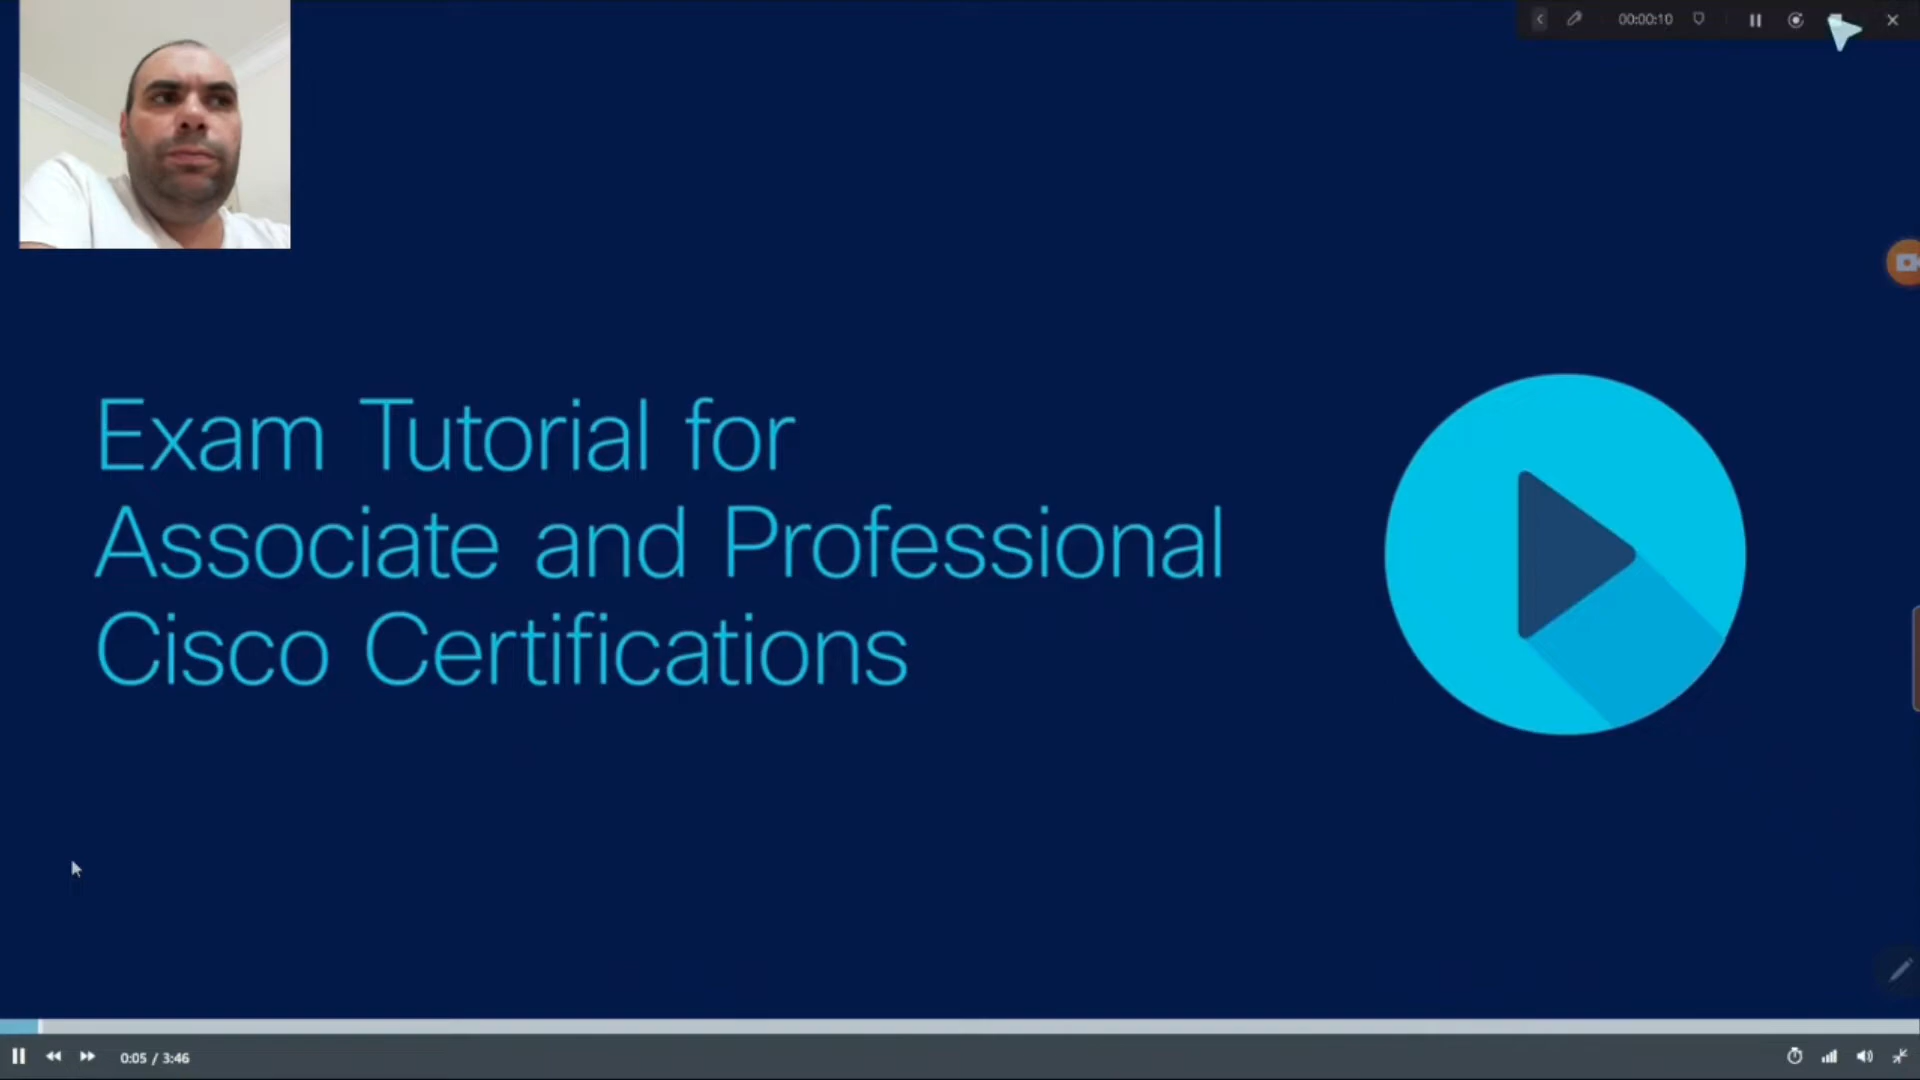 00:00:10
Exam Tutorial for
Associate and Professional
Cisco Certifications
0:05 / 3:46